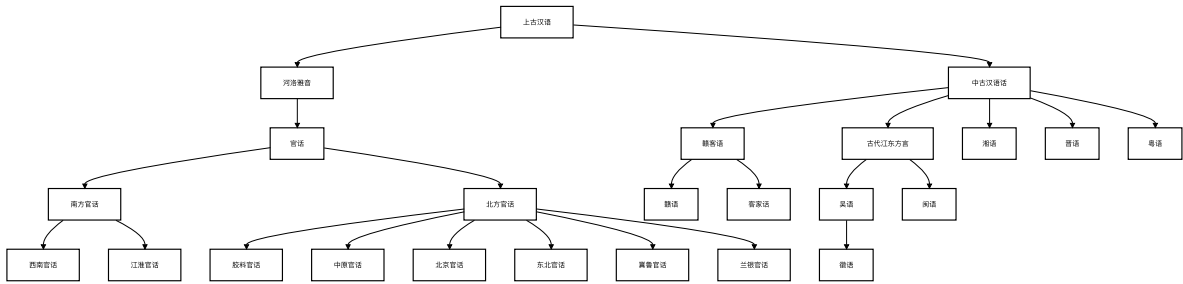 上古汉语
河洛雅音
中古汉语话
官话
赣客语
古代江东方言
湘语
晋语
粤语
南方官话
北方官话
赣语
客家话
吴语
闽语
西南官话
江淮官话
胶料官话
中原官话
北京官话
东北官话
冀鲁官话
兰银官话
徽语